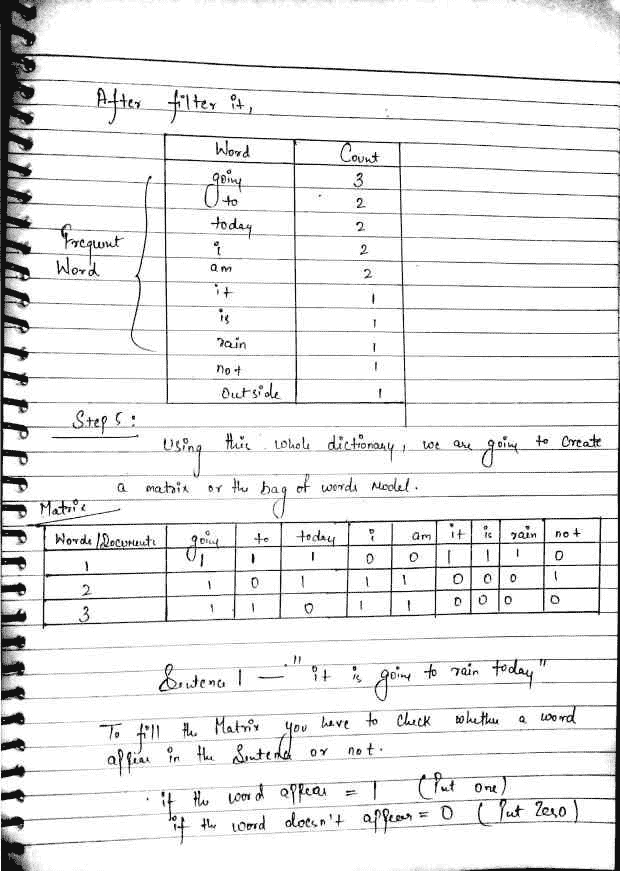 After filter it,
Word Count
going 3
to 2
today 2
Frequent Word
i 2
am 2
it 1
is 1
rain 1
not 1
outside 1
Step 5:
Using this whole dictionary, we are going to create
a matrix or the bag of words Model.
Matrix
Words/Documents going to today i am it is rain not
1 1 1 1 0 0 1 1 1 0
2 1 0 1 1 1 0 0 0 1
3 1 1 0 1 1 0 0 0 0
Sentence 1 — "it is going to rain today"
To fill the Matrix you have to check whether a word
appear in the Sentence or not.
if the word appear = 1 (Put one)
if the word doesn't appear = 0 (Put Zero)